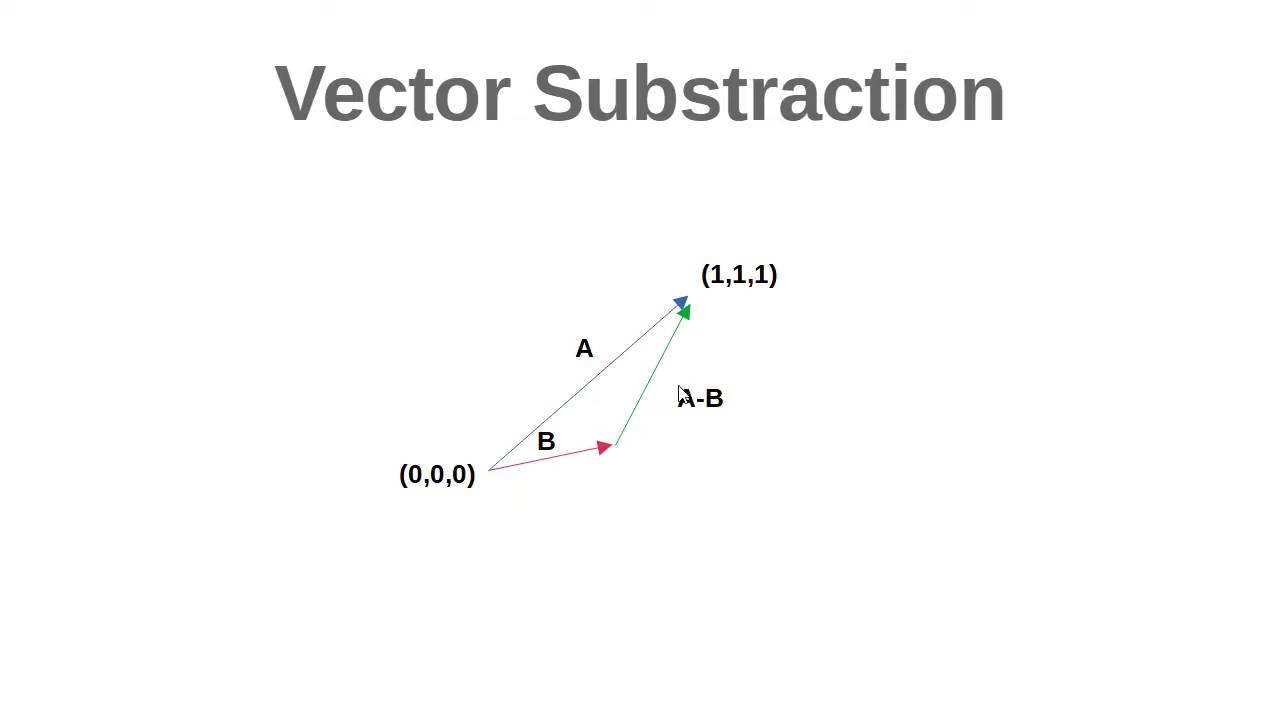 Vector Substraction
(1,1,1)
A
A-B
B
(0,0,0)